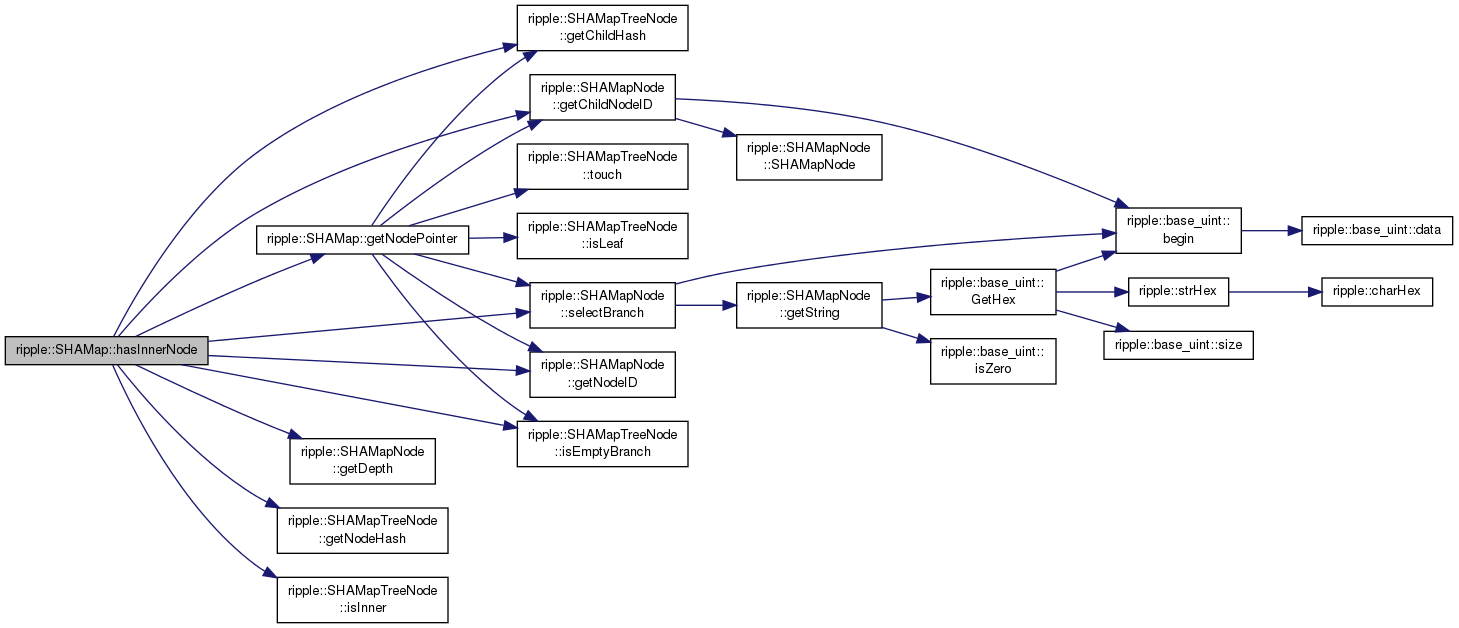 ripple::SHAMap::hasInnerNode
ripple::SHAMapTreeNode
::getChildHash
ripple::SHAMapNode
::getChildNodeID
ripple::SHAMap::getNodePointer
ripple::SHAMapTreeNode
::touch
ripple::SHAMapTreeNode
::isLeaf
ripple::SHAMapNode
::selectBranch
ripple::SHAMapNode
::getNodeID
ripple::SHAMapTreeNode
::isEmptyBranch
ripple::SHAMapNode
::getDepth
ripple::SHAMapTreeNode
::getNodeHash
ripple::SHAMapTreeNode
::isInner
ripple::SHAMapNode
::SHAMapNode
ripple::SHAMapNode
::getString
ripple::base_uint::
GetHex
ripple::base_uint::
isZero
ripple::base_uint::
begin
ripple::strHex
ripple::base_uint::size
ripple::base_uint::data
ripple::charHex